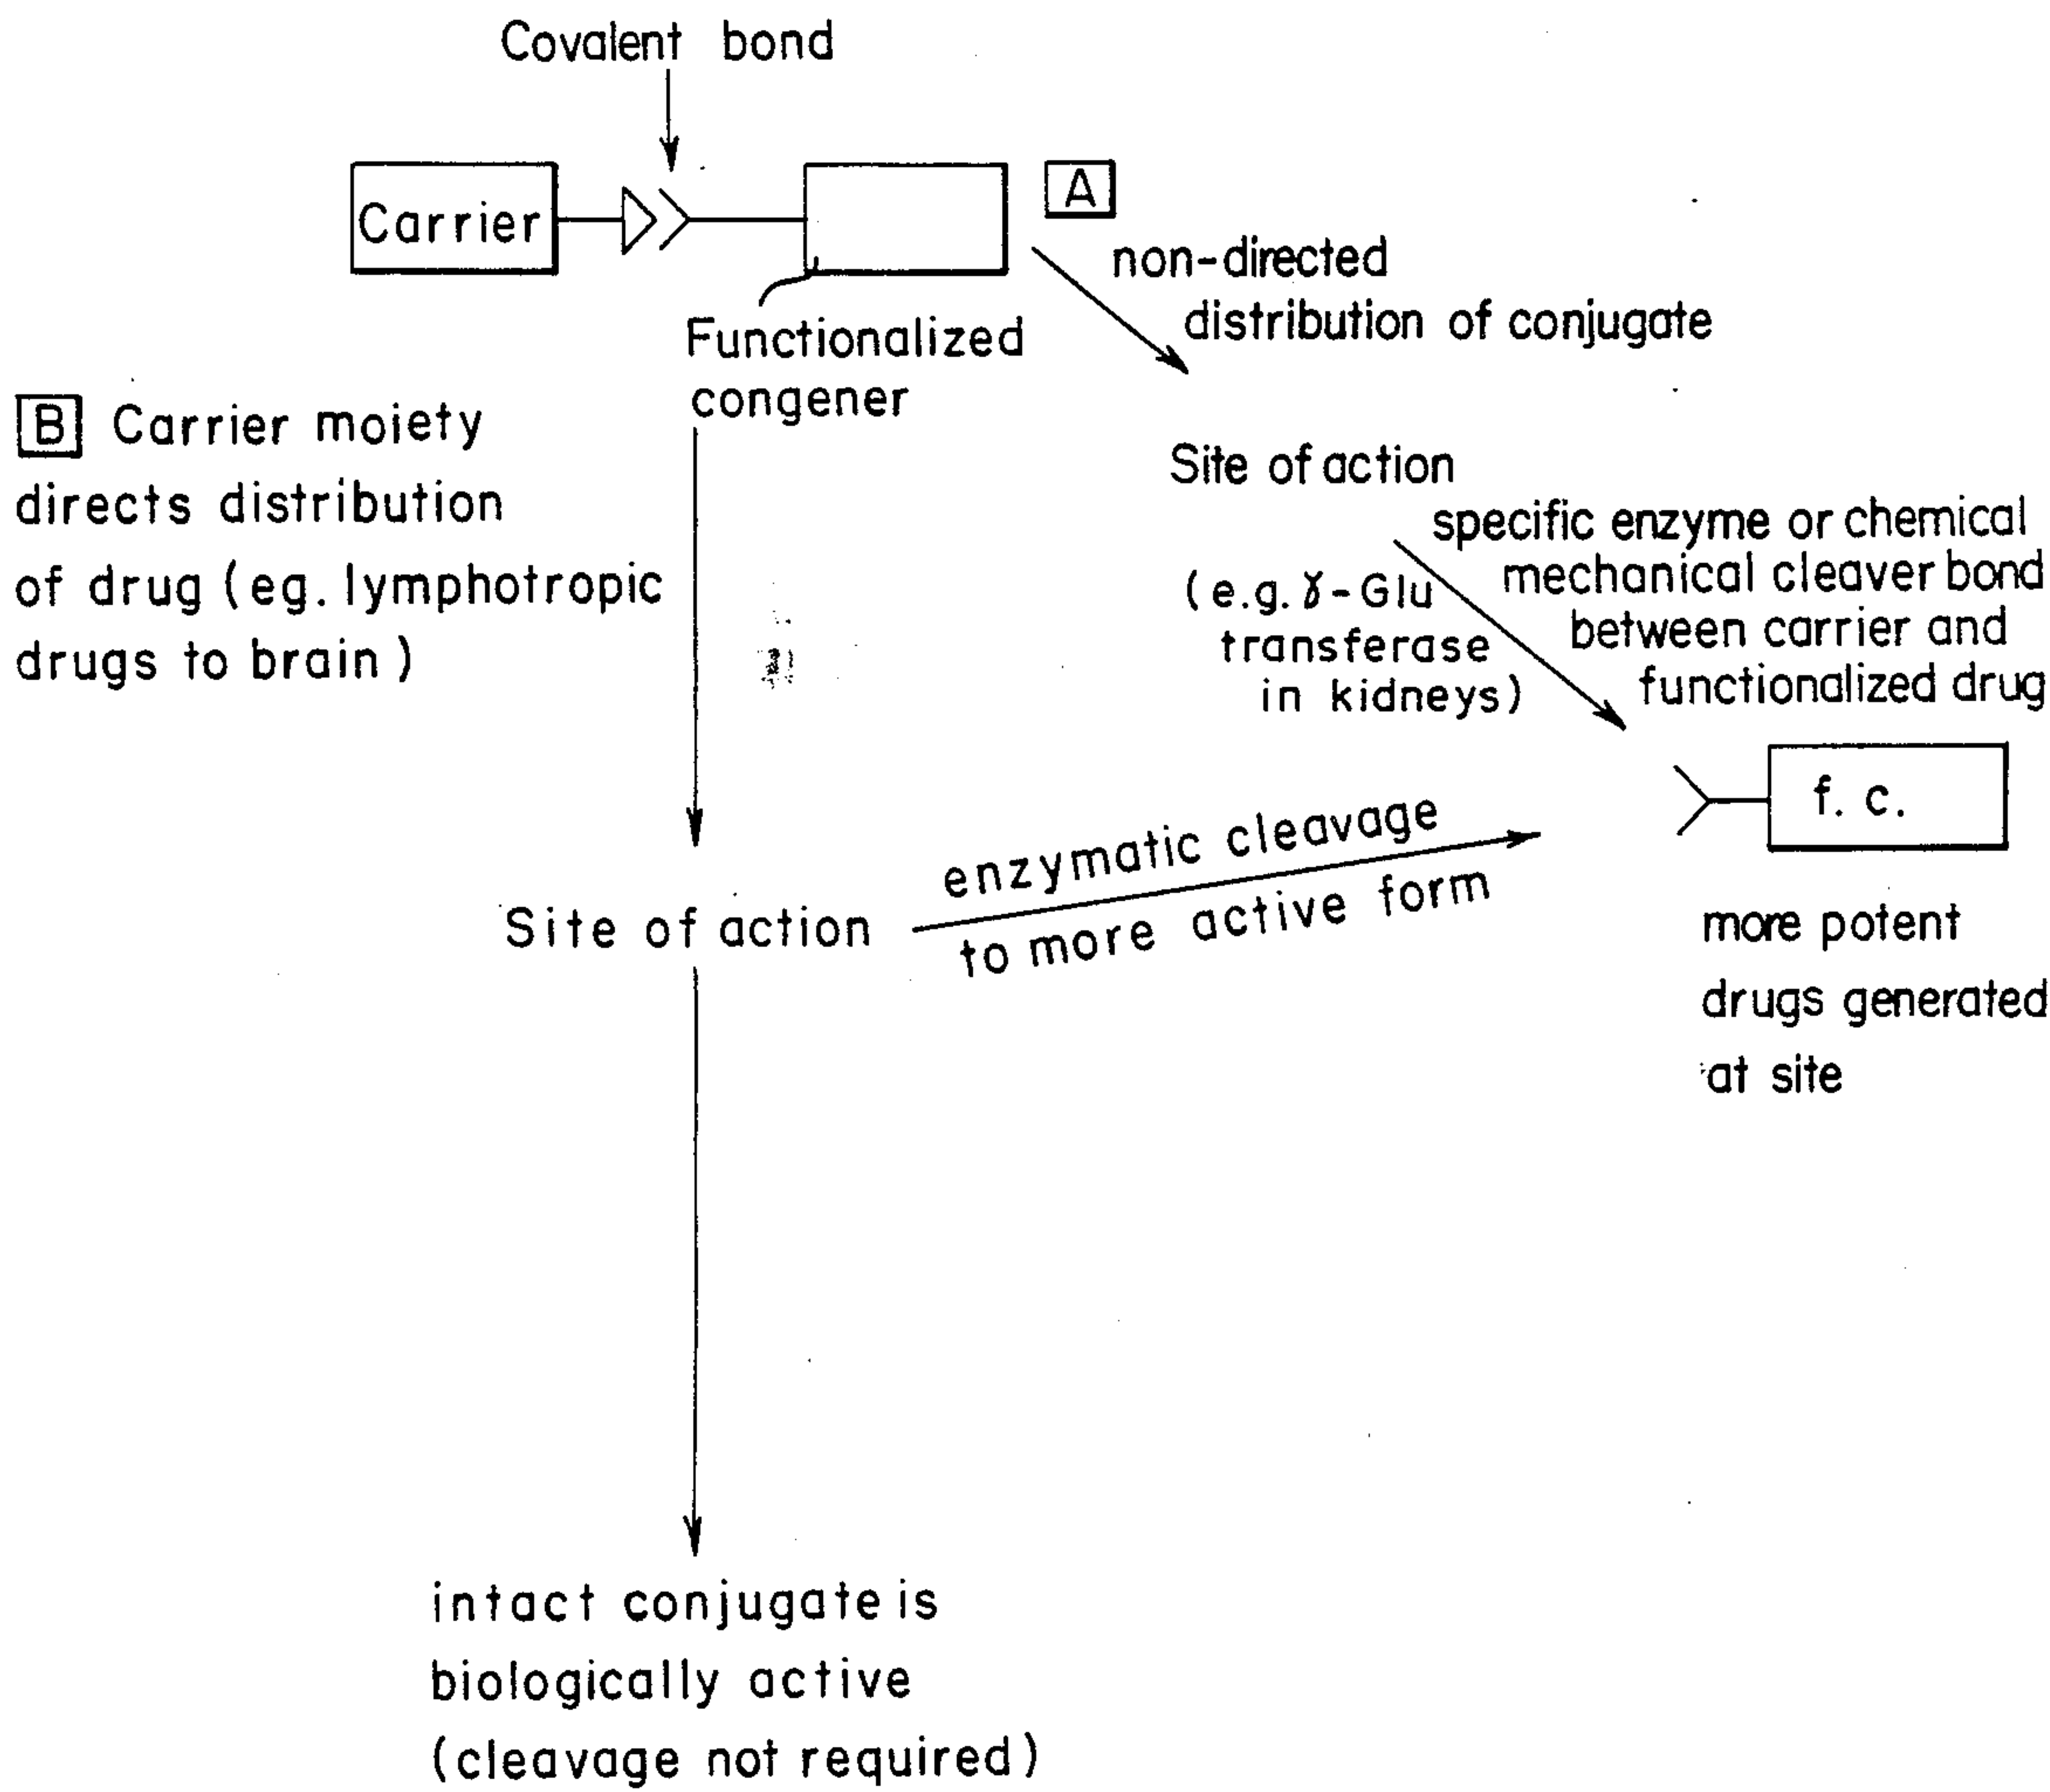 Covalent bond
Carrier
A
non-directed
distribution of conjugate
Functionalized
congener
B Carrier moiety
directs distribution
of drug (eg. lymphotropic
drugs to brain)
Site of action
specific enzyme or chemical
mechanical cleaver bond
between carrier and
functionalized drug
(e.g. γ-Glu
transferase
in kidneys)
f. c.
enzymatic cleavage
to more active form
Site of action
more potent
drugs generated
at site
intact conjugate is
biologically active
(cleavage not required)